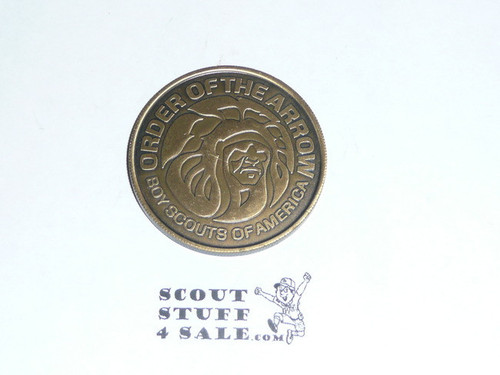 ORDER OF THE ARROW
BOY SCOUTS OF AMERICA
SCOUT
STUFF
4 SALE.COM